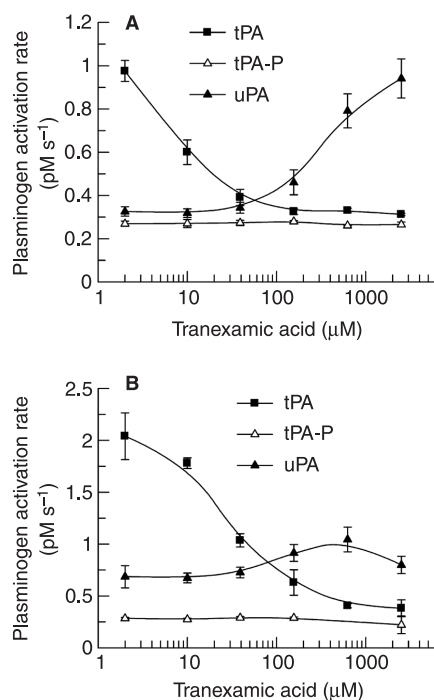 A
tPA
tPA-P
uPA
Plasminogen activation rate
(pM s⁻¹)
1.2
1
0.8
0.6
0.4
0.2
0
1
10
100
1000
Tranexamic acid (μM)
B
tPA
tPA-P
uPA
Plasminogen activation rate
(pM s⁻¹)
2.5
2
1.5
1
0.5
0
1
10
100
1000
Tranexamic acid (μM)